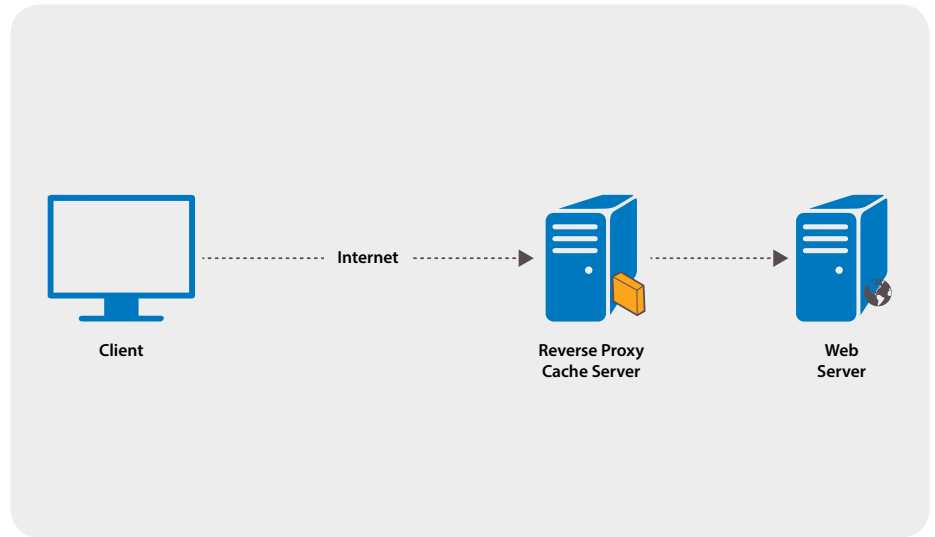 Internet
Client
Reverse Proxy
Cache Server
Web
Server